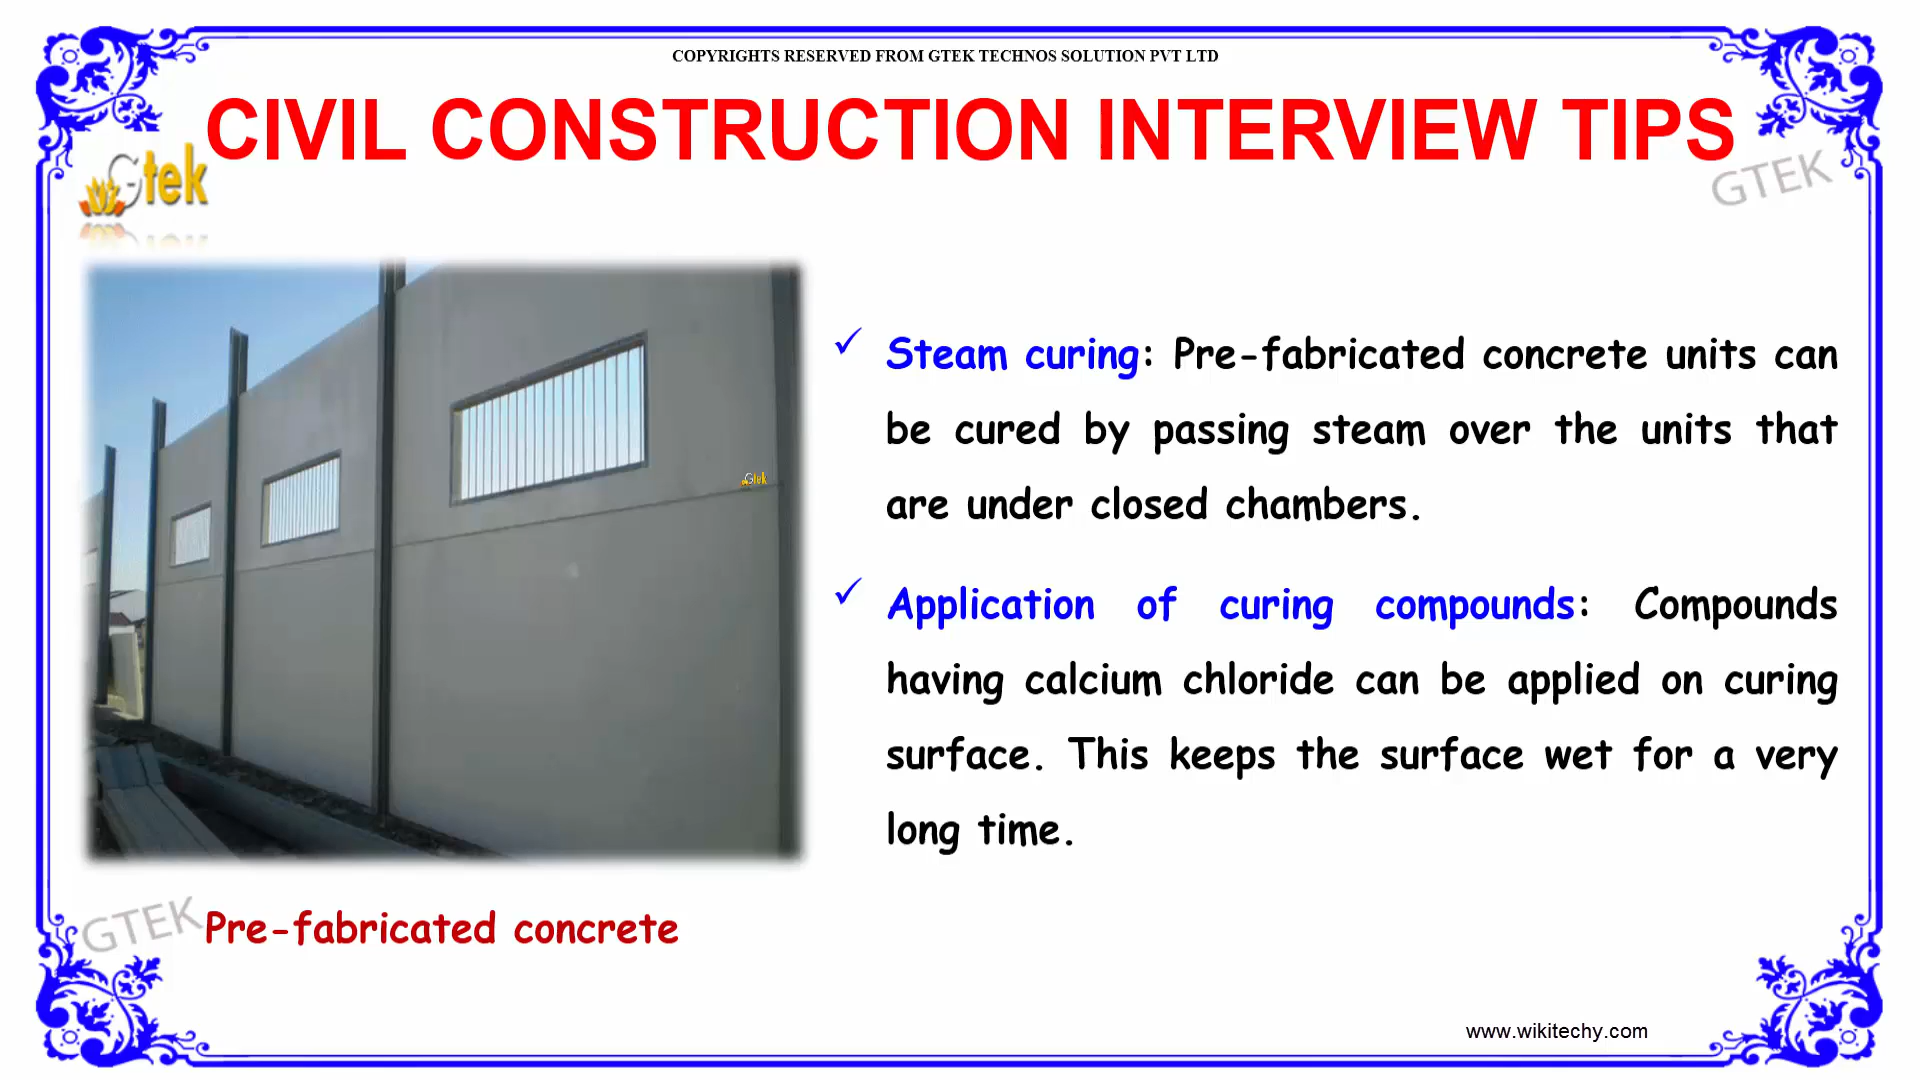 COPYRIGHTS RESERVED FROM GTEK TECHNOS SOLUTION PVT LTD
CIVIL CONSTRUCTION INTERVIEW TIPS
Gtek
GTEK
✓ Steam curing: Pre-fabricated concrete units can
be cured by passing steam over the units that
are under closed chambers.
Gtek
✓ Application of curing compounds: Compounds
having calcium chloride can be applied on curing
surface. This keeps the surface wet for a very
long time.
GTEK
Pre-fabricated concrete
www.wikitechy.com